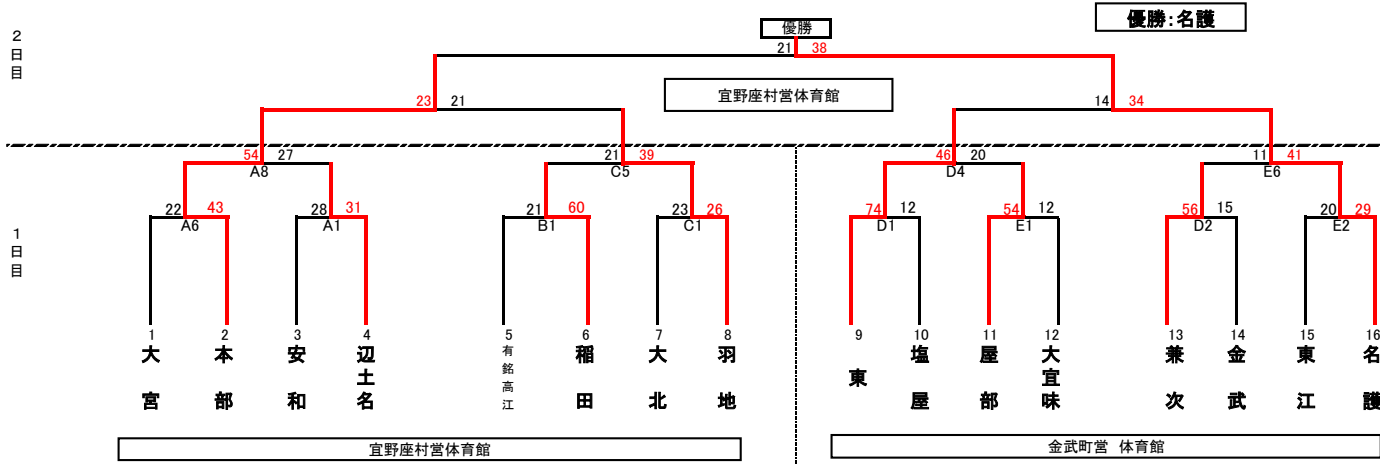 優勝:名護
優勝
2日目
21 38
宜野座村営体育館
23 21
14 34
54 27
A8
21 39
C5
46 20
D4
11 41
E6
1日目
22 43
A6
28 31
A1
21 60
B1
23 26
C1
74 12
D1
54 12
E1
56 15
D2
20 29
E2
1 2 3 4 5 6 7 8 9 10 11 12 13 14 15 16
大宮
本部
安和
辺土名
有銘高江
稲田
大北
羽地
東
塩屋
屋部
大宜味
兼次
金武
東江
名護
宜野座村営体育館
金武町営 体育館